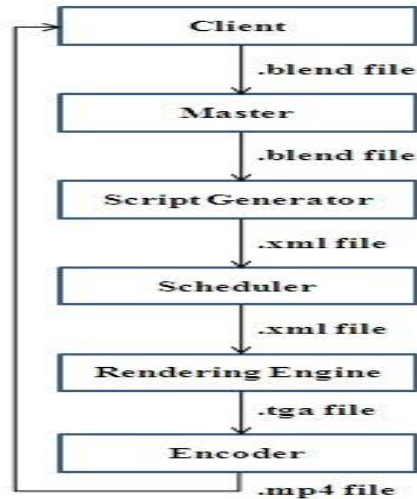 Client
.blend file
Master
.blend file
Script Generator
.xml file
Scheduler
.xml file
Rendering Engine
.tga file
Encoder
.mp4 file